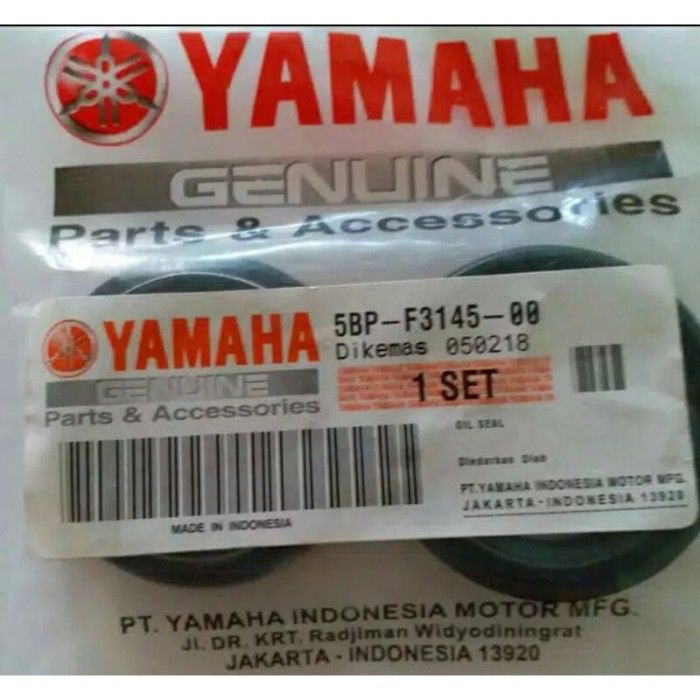 YAMAHA
GENUINE
Parts & Accessories
YAMAHA
GENUINE
Parts & Accessories
5BP-F3145-00
Dikemas 050218
1 SET
OIL SEAL
Diedarkan Oleh
PT.YAMAHA INDONESIA MOTOR MFG.
JAKARTA-INDONESIA 13920
MADE IN INDONESIA
PT. YAMAHA INDONESIA MOTOR MFG.
Jl. DR. KRT. Radjiman Widyodiningrat
JAKARTA - INDONESIA 13920